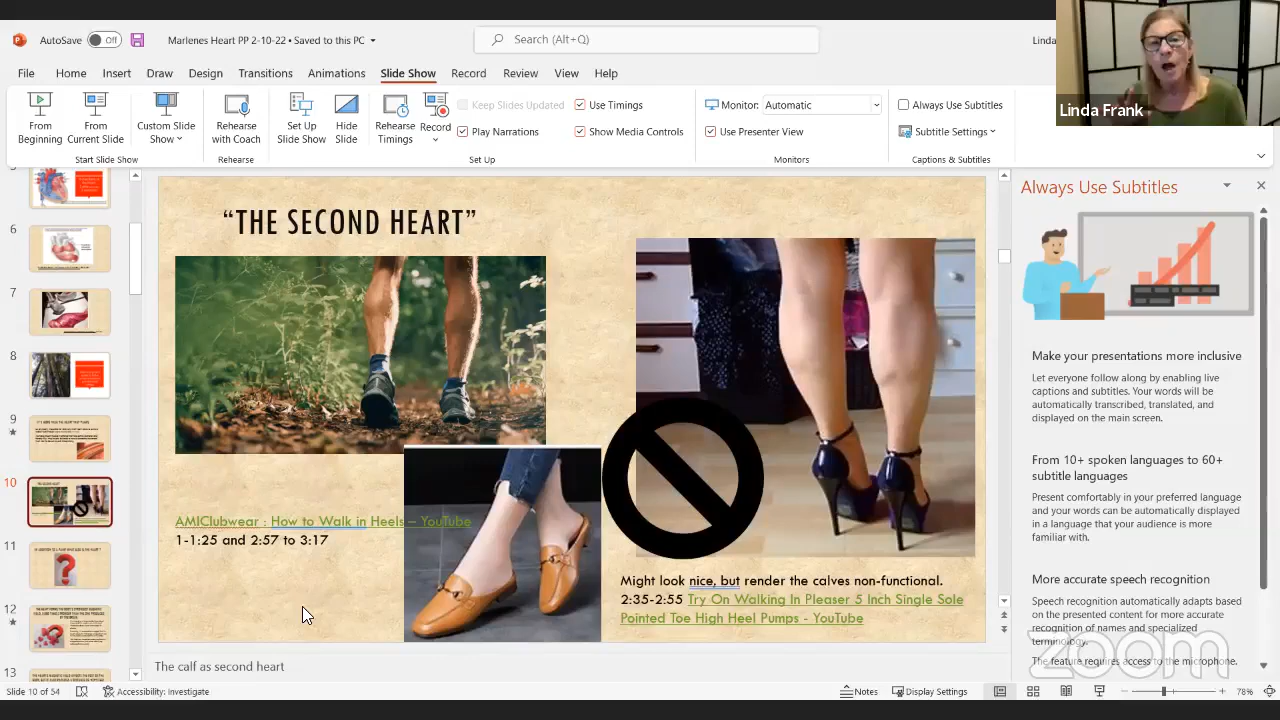 AutoSave Off Marlenes Heart PP 2-10-22 • Saved to this PC Search (Alt+Q) Linda
File Home Insert Draw Design Transitions Animations Slide Show Record Review View Help
From Beginning
From Current Slide
Custom Slide Show
Rehearse with Coach
Set Up Slide Show
Hide Slide
Rehearse Timings
Record
Keep Slides Updated
Play Narrations
Use Timings
Show Media Controls
Monitor: Automatic
Use Presenter View
Always Use Subtitles
Subtitle Settings
Start Slide Show Rehearse Set Up Monitors Captions & Subtitles
Linda Frank
6
7
8
9
10
11
12
13
"THE SECOND HEART"
AMIClubwear : How to Walk in Heels – YouTube
1-1:25 and 2:57 to 3:17
Might look nice, but render the calves non-functional.
2:35-2:55 Try On Walking In Pleaser 5 Inch Single Sole
Pointed Toe High Heel Pumps - YouTube
The calf as second heart
Always Use Subtitles
Make your presentations more inclusive
Let everyone follow along by enabling live
captions and subtitles. Your words will be
automatically transcribed, translated, and
displayed on the main screen.
From 10+ spoken languages to 60+
subtitle languages
Present comfortably in your preferred language
and your words can be automatically displayed
in a language that your audience is more
familiar with.
More accurate speech recognition
Speech recognition automatically adapts based
on the presented content for more accurate
recognition of names and specialized
terminology.
The feature requires access to the microphone.
zoom
Slide 10 of 54 Accessibility: Investigate Notes Display Settings 78%